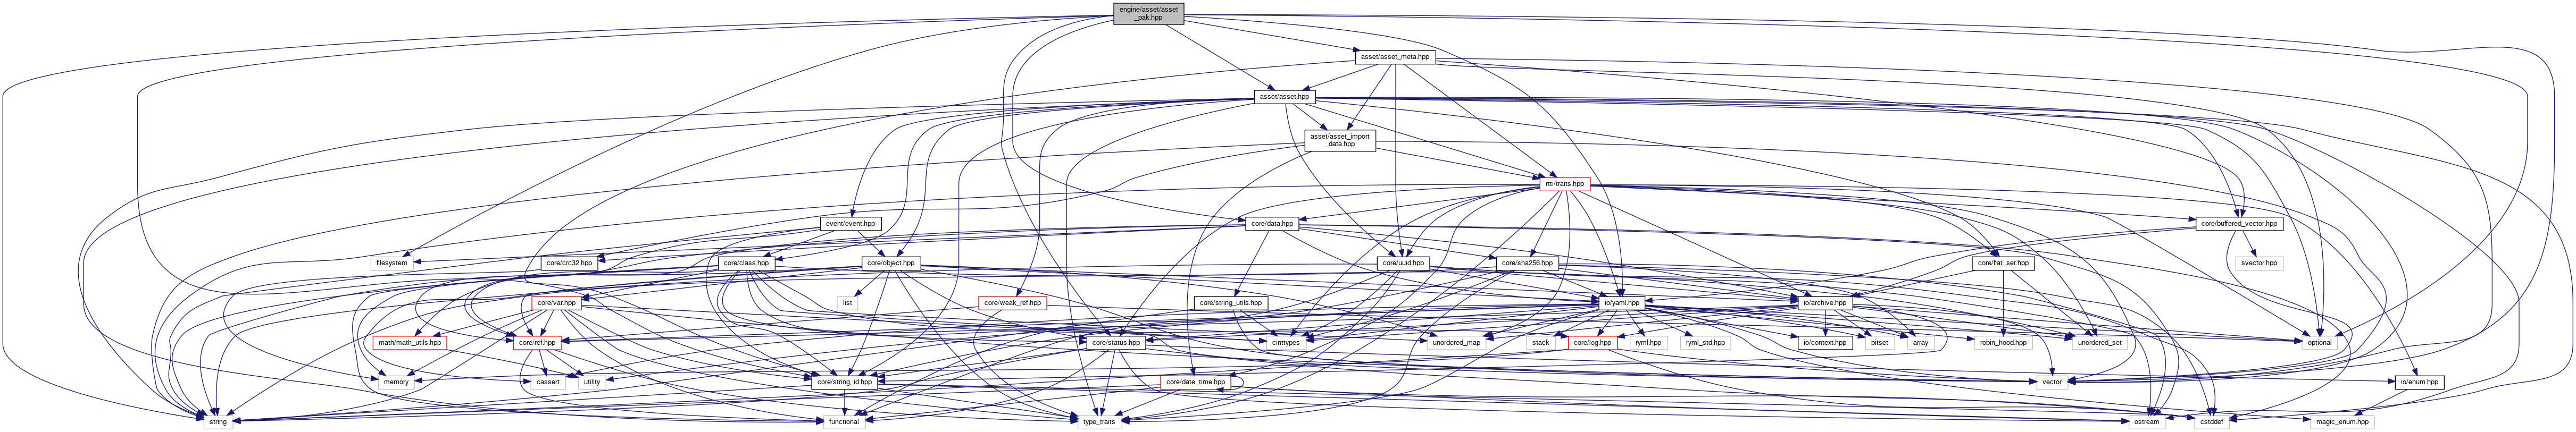 engine/asset/asset
_pak.hpp
asset/asset_meta.hpp
asset/asset.hpp
asset/asset_import
_data.hpp
rtti/traits.hpp
event/event.hpp
core/data.hpp
core/buffered_vector.hpp
filesystem
core/crc32.hpp
core/class.hpp
core/object.hpp
core/uuid.hpp
core/sha256.hpp
core/flat_set.hpp
svector.hpp
core/var.hpp
list
core/weak_ref.hpp
core/string_utils.hpp
io/yaml.hpp
io/archive.hpp
math/math_utils.hpp
core/ref.hpp
cinttypes
unordered_map
core/status.hpp
stack
core/log.hpp
ryml.hpp
ryml_std.hpp
io/context.hpp
bitset
array
robin_hood.hpp
unordered_set
optional
memory
cassert
utility
core/string_id.hpp
core/date_time.hpp
vector
io/enum.hpp
string
functional
type_traits
ostream
cstddef
magic_enum.hpp